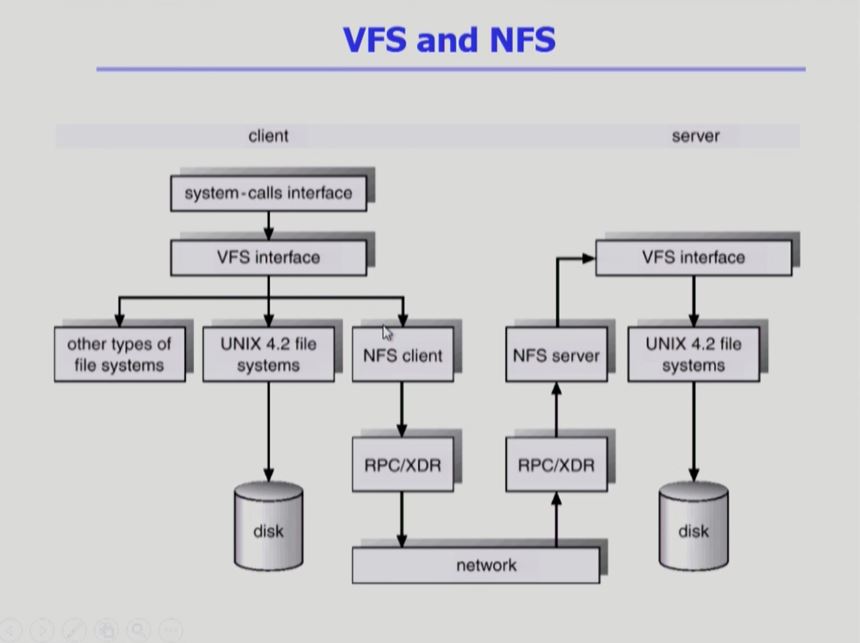 VFS and NFS
client
server
system-calls interface
VFS interface
VFS interface
other types of
file systems
UNIX 4.2 file
systems
NFS client
NFS server
UNIX 4.2 file
systems
RPC/XDR
RPC/XDR
disk
disk
network